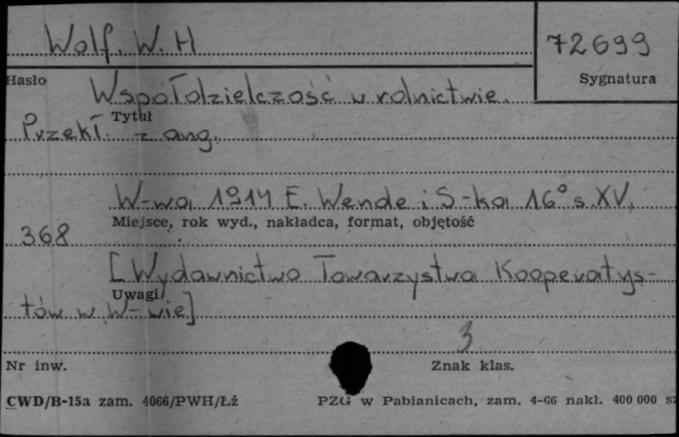 Wolf. W. H
72699
Hasło
Sygnatura
Współdzielczość w rolnictwie.
Tytuł
Przekł. z ang.
W-wa 1914 E. Wende i S-ka 16° s. XV,
Miejsce, rok wyd., nakładca, format, objętość
368
[Wydawnictwo Towarzystwa Kooperatys-
Uwagi
tów w W-wie]
3
Nr inw.
Znak klas.
CWD/B-15a zam. 4066/PWH/Łź
PZG w Pabianicach, zam. 4-66 nakł. 400 000 sz